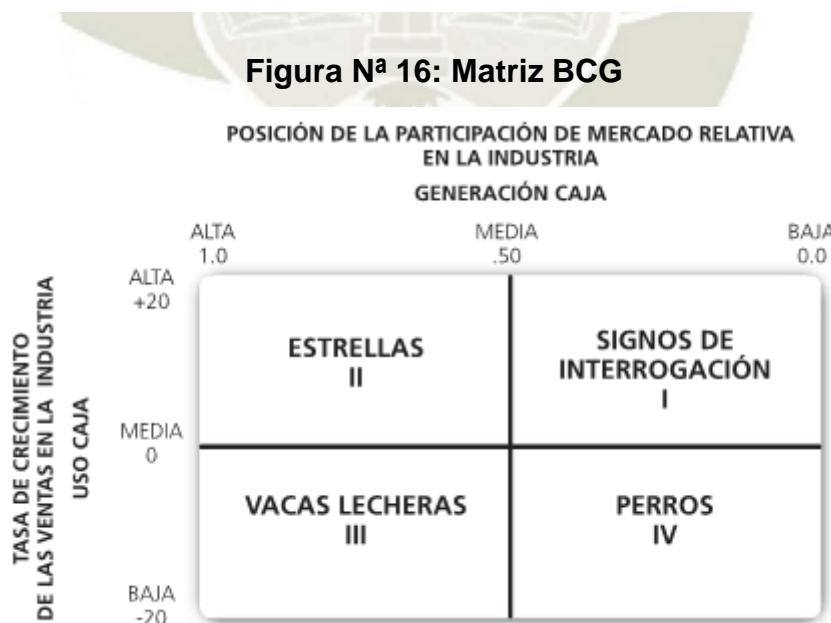 Figura Nª 16: Matriz BCG
POSICIÓN DE LA PARTICIPACIÓN DE MERCADO RELATIVA
EN LA INDUSTRIA
GENERACIÓN CAJA
ALTA
1.0
MEDIA
.50
BAJA
0.0
TASA DE CRECIMIENTO
DE LAS VENTAS EN LA INDUSTRIA
USO CAJA
ALTA
+20
MEDIA
0
BAJA
-20
ESTRELLAS
II
SIGNOS DE
INTERROGACIÓN
I
VACAS LECHERAS
III
PERROS
IV